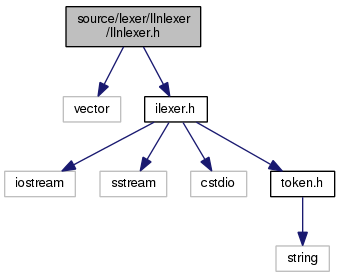 source/lexer/llnlexer
/llnlexer.h
vector
ilexer.h
iostream
sstream
cstdio
token.h
string